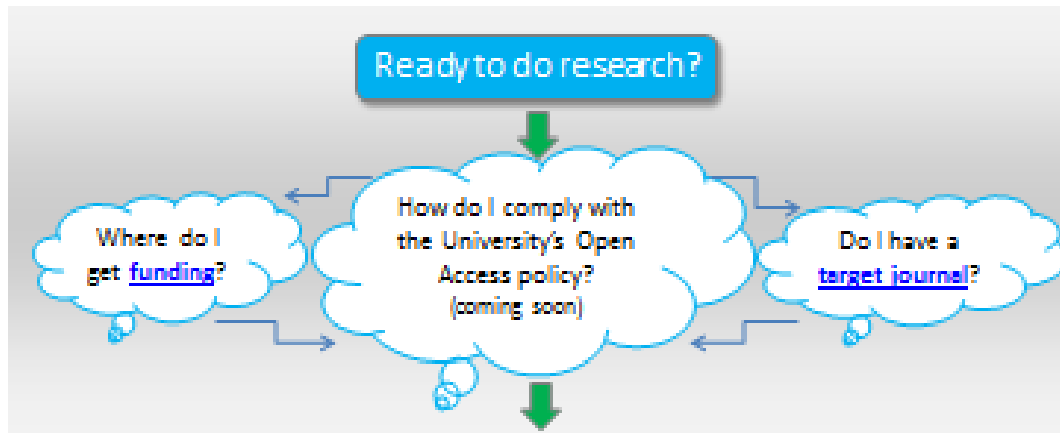 Ready to do research?
Where do I
get funding?
How do I comply with
the University's Open
Access policy?
(coming soon)
Do I have a
target journal?